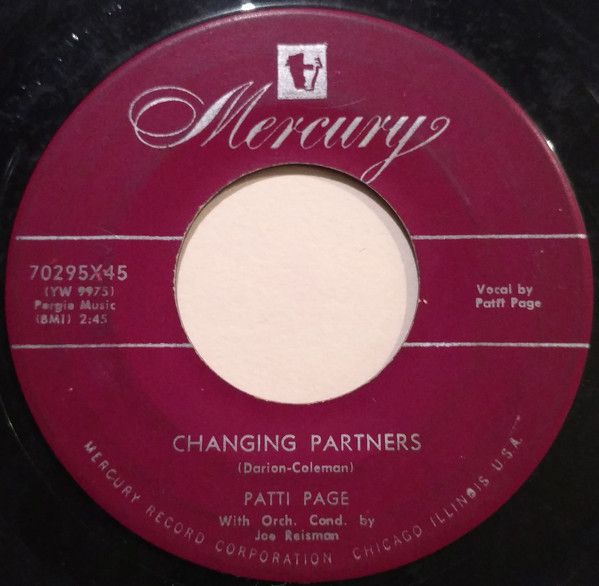 Mercury
70295X45
(YW 9975)
Pergie Music
(BMI) 2:45
Vocal by
Patti Page
CHANGING PARTNERS
(Darion-Coleman)
PATTI PAGE
With Orch. Cond. by
Joe Reisman
MERCURY RECORD CORPORATION CHICAGO ILLINOIS U.S.A.